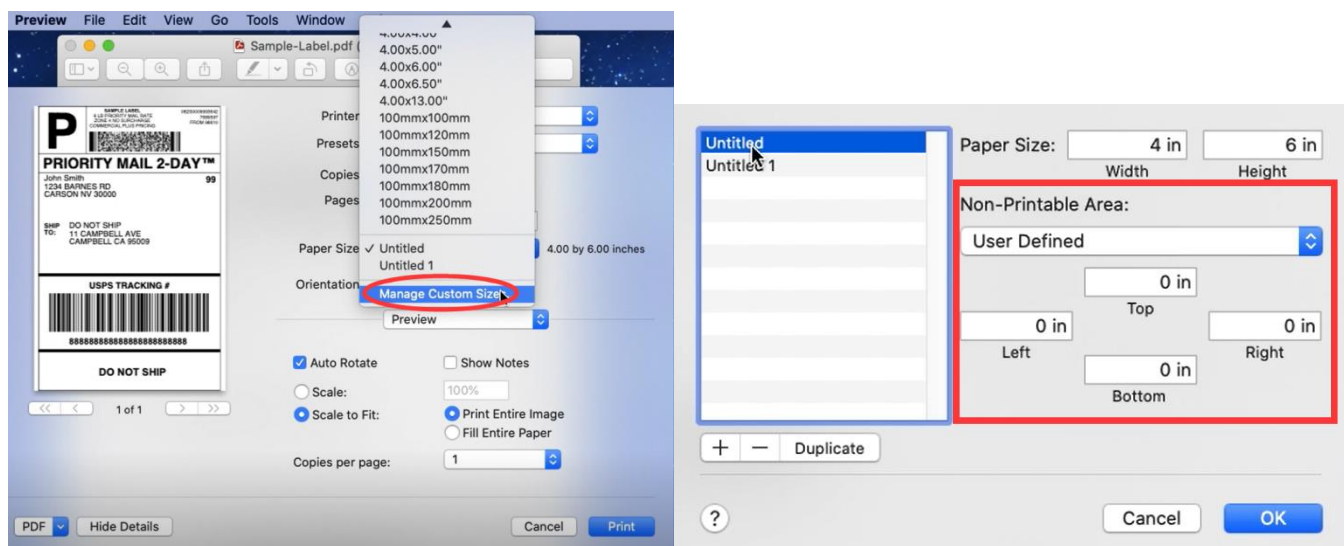 Preview File Edit View Go Tools Window
Sample-Label.pdf (
4.00x5.00"
4.00x6.00"
4.00x6.50"
4.00x13.00"
100mmx100mm
100mmx120mm
100mmx150mm
100mmx170mm
100mmx180mm
100mmx200mm
100mmx250mm
Untitled
Untitled 1
Manage Custom Size
Printer
Presets
Copies
Pages
Paper Size
4.00 by 6.00 inches
Orientation
Preview
P
SAMPLE LABEL
PRIORITY MAIL 2-DAY™
John Smith
99
1234 BARNES RD
CARSON NV 30000
SHIP TO:
DO NOT SHIP
11 CAMPBELL AVE
CAMPBELL CA 95009
USPS TRACKING #
DO NOT SHIP
<< < 1 of 1 > >>
Auto Rotate
Show Notes
Scale:
100%
Scale to Fit:
Print Entire Image
Fill Entire Paper
Copies per page:
1
PDF
Hide Details
Cancel
Print
Untitled
Untitled 1
+ − Duplicate
Paper Size:
4 in
6 in
Width
Height
Non-Printable Area:
User Defined
0 in
Top
0 in
Left
0 in
Right
0 in
Bottom
?
Cancel
OK